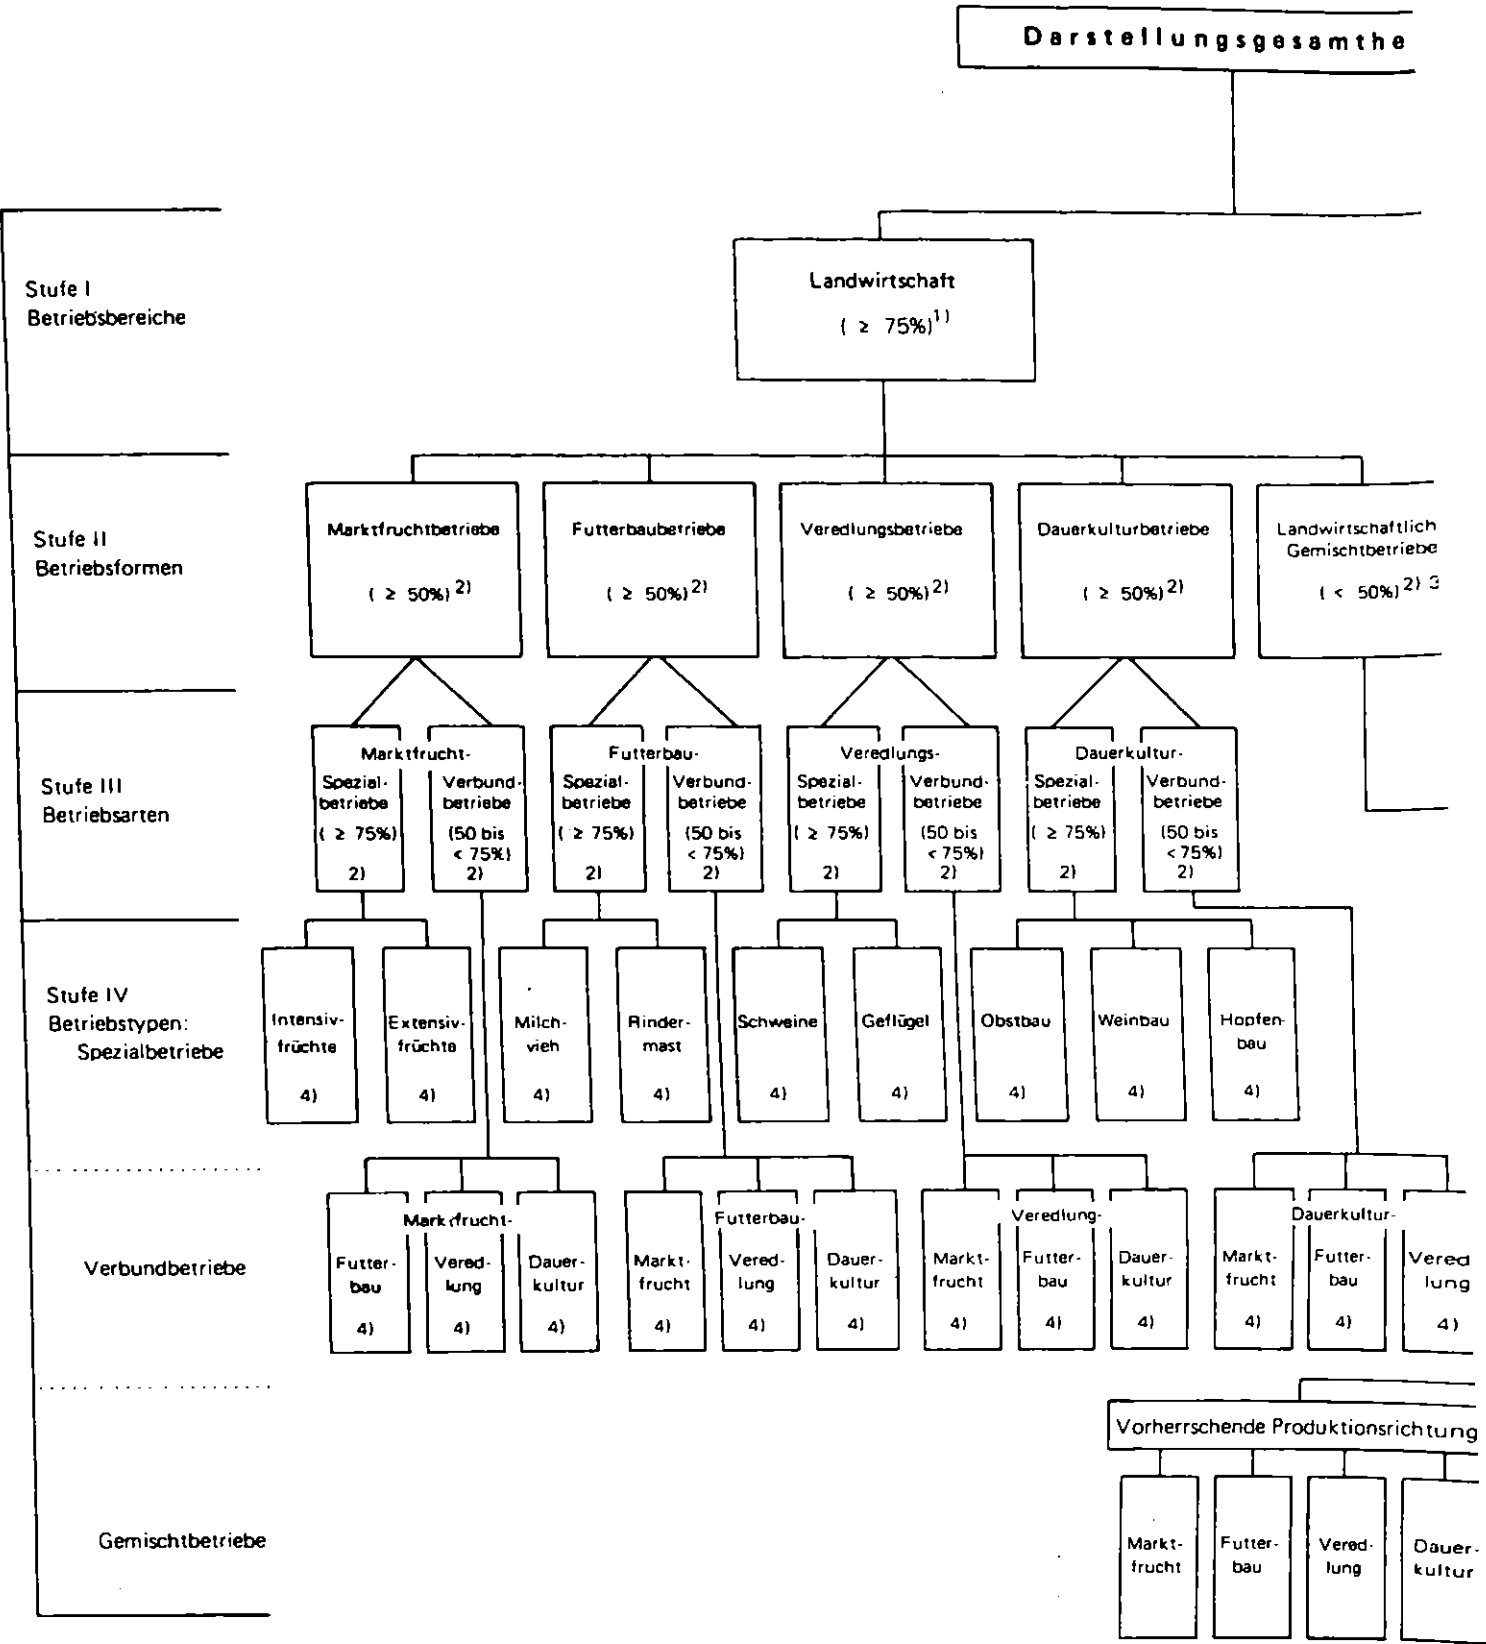 Darstellungsgesamthe
Stufe I
Betriebsbereiche
Landwirtschaft
( ≥ 75%)1)
Stufe II
Betriebsformen
Marktfruchtbetriebe
( ≥ 50%)2)
Futterbaubetriebe
( ≥ 50%)2)
Veredlungsbetriebe
( ≥ 50%)2)
Dauerkulturbetriebe
( ≥ 50%)2)
Landwirtschaftlich
Gemischtbetriebe
( < 50%)2) 3
Stufe III
Betriebsarten
Marktfrucht-
Spezial-
betriebe
( ≥ 75%)
2)
Verbund-
betriebe
(50 bis
< 75%)
2)
Futterbau-
Spezial-
betriebe
( ≥ 75%)
2)
Verbund-
betriebe
(50 bis
< 75%)
2)
Veredlungs-
Spezial-
betriebe
( ≥ 75%)
2)
Verbund-
betriebe
(50 bis
< 75%)
2)
Dauerkultur-
Spezial-
betriebe
( ≥ 75%)
2)
Verbund-
betriebe
(50 bis
< 75%)
2)
Stufe IV
Betriebstypen:
Spezialbetriebe
Intensiv-
früchte
4)
Extensiv-
früchte
4)
Milch-
vieh
4)
Rinder-
mast
4)
Schweine
4)
Geflügel
4)
Obstbau
4)
Weinbau
4)
Hopfen-
bau
4)
Verbundbetriebe
Marktfrucht-
Futter-
bau
4)
Vered-
lung
4)
Dauer-
kultur
4)
Futterbau-
Markt-
frucht
4)
Vered-
lung
4)
Dauer-
kultur
4)
Veredlung-
Markt-
frucht
4)
Futter-
bau
4)
Dauer-
kultur
4)
Dauerkultur-
Markt-
frucht
4)
Futter-
bau
4)
Vered
lung
4)
Gemischtbetriebe
Vorherrschende Produktionsrichtung
Markt-
frucht
Futter-
bau
Vered-
lung
Dauer-
kultur